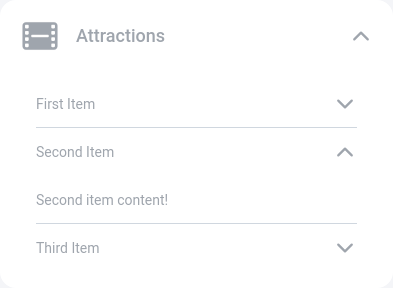 Attractions
First Item
Second Item
Second item content!
Third Item